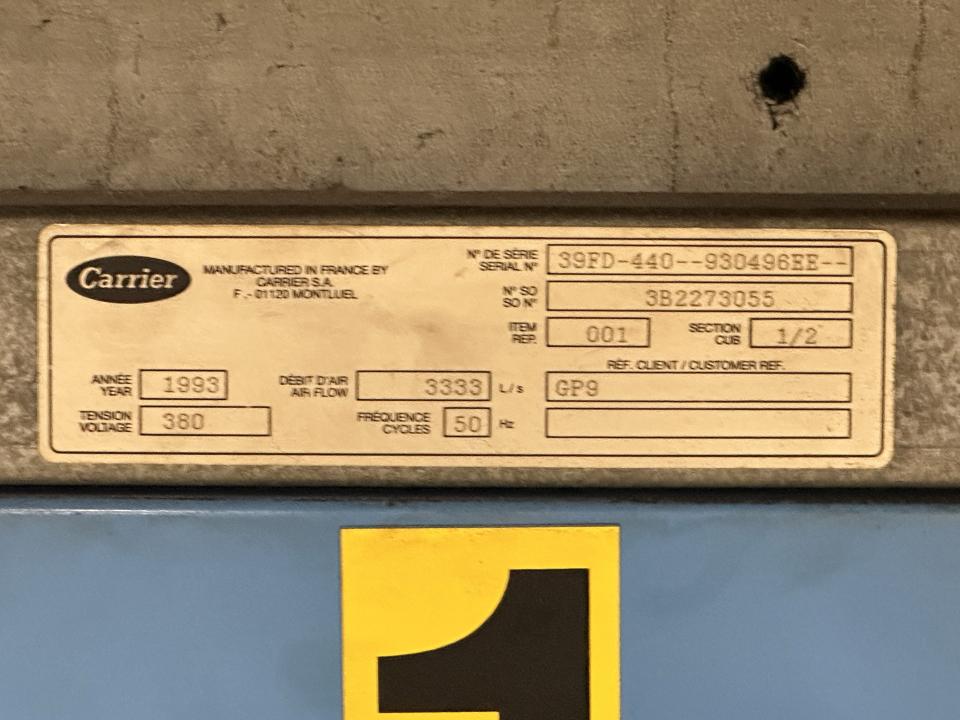 Carrier
MANUFACTURED IN FRANCE BY
CARRIER S.A.
F.- 01120 MONTLUEL
N° DE SÉRIE
SERIAL N°
39FD-440--930496EE--
N° SO
SO N°
3B2273055
ITEM
REP.
001
SECTION
CUB
1/2
RÉF. CLIENT / CUSTOMER REF.
GP9
ANNÉE
YEAR
1993
DÉBIT D'AIR
AIR FLOW
3333 L/s
TENSION
VOLTAGE
380
FRÉQUENCE
CYCLES
50 Hz
1